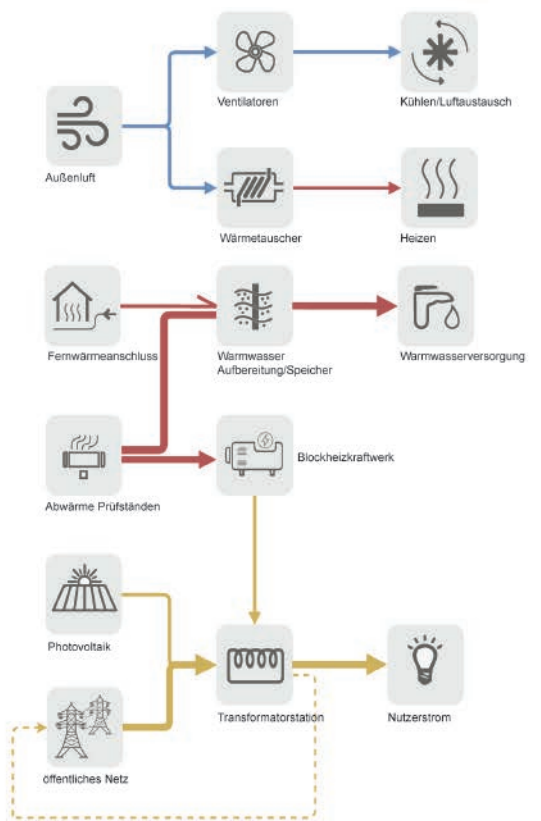 Ventilatoren
Kühlen/Luftaustausch
Außenluft
Wärmetauscher
Heizen
Fernwärmeanschluss
Warmwasser
Aufbereitung/Speicher
Warmwasserversorgung
Blockheizkraftwerk
Abwärme Prüfständen
Photovoltaik
Transformatorstation
Nutzerstrom
öffentliches Netz